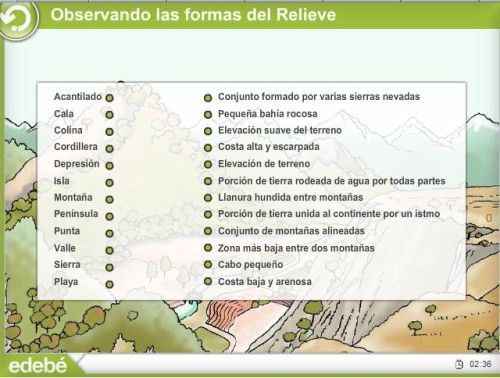 Observando las formas del Relieve
Acantilado Conjunto formado por varias sierras nevadas
Cala Pequeña bahía rocosa
Colina Elevación suave del terreno
Cordillera Costa alta y escarpada
Depresión Elevación de terreno
Isla Porción de tierra rodeada de agua por todas partes
Montaña Llanura hundida entre montañas
Península Porción de tierra unida al continente por un istmo
Punta Conjunto de montañas alineadas
Valle Zona más baja entre dos montañas
Sierra Cabo pequeño
Playa Costa baja y arenosa
0
edebé 02:36